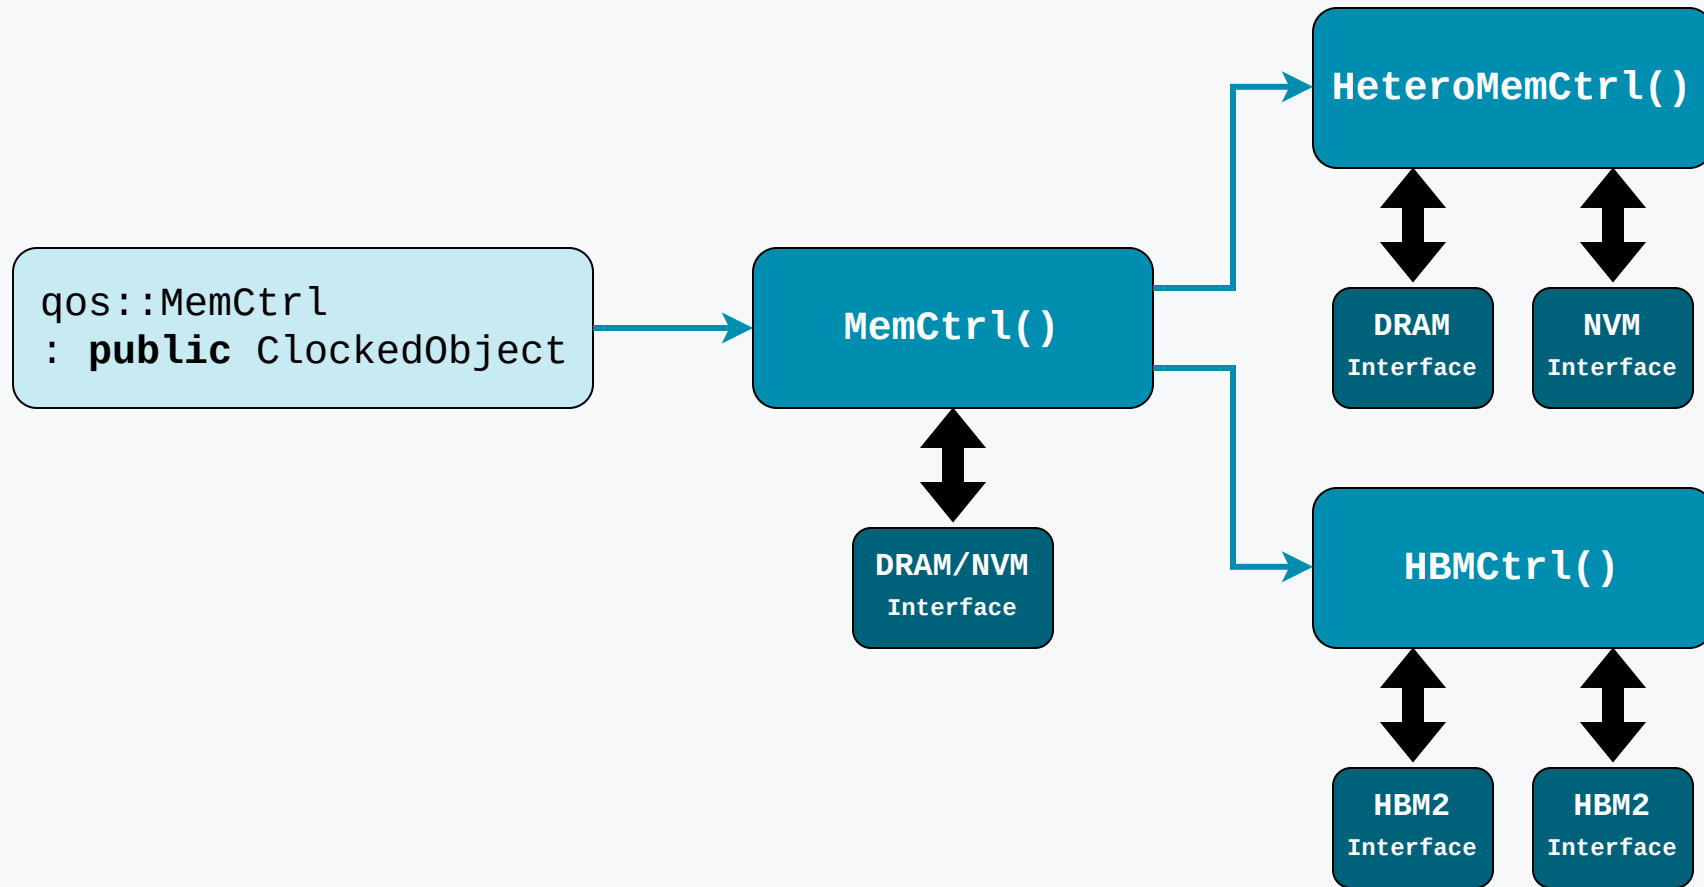 HeteroMemCtrl()
DRAM
Interface
NVM
Interface
qos::MemCtrl
: public ClockedObject
MemCtrl()
DRAM/NVM
Interface
HBMCtrl()
HBM2
Interface
HBM2
Interface